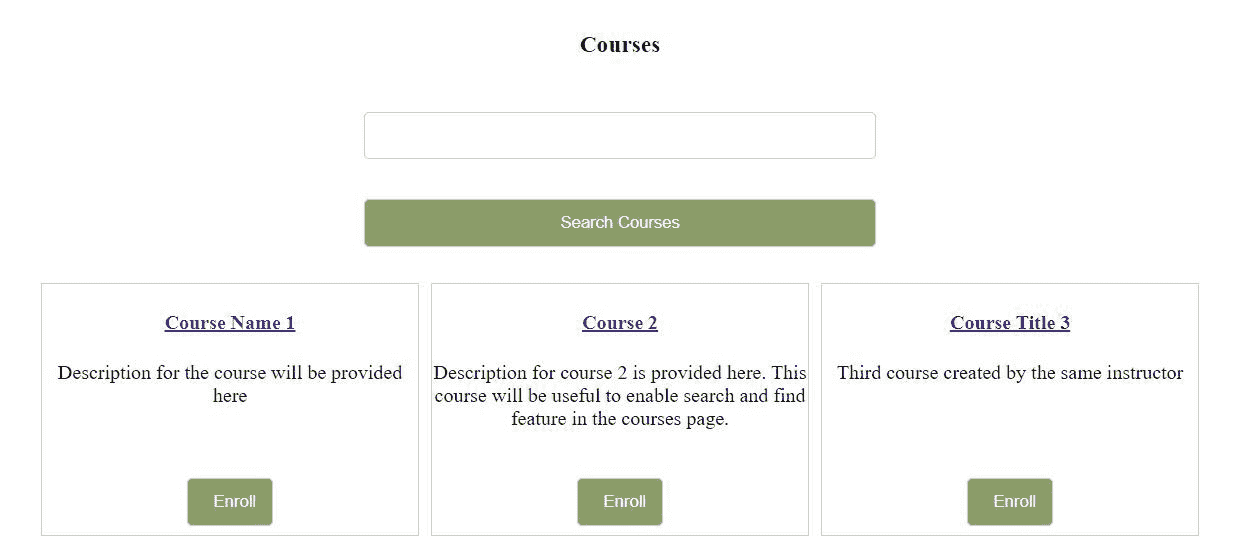 Courses
Search Courses
Course Name 1
Description for the course will be provided
here
Enroll
Course 2
Description for course 2 is provided here. This
course will be useful to enable search and find
feature in the courses page.
Enroll
Course Title 3
Third course created by the same instructor
Enroll